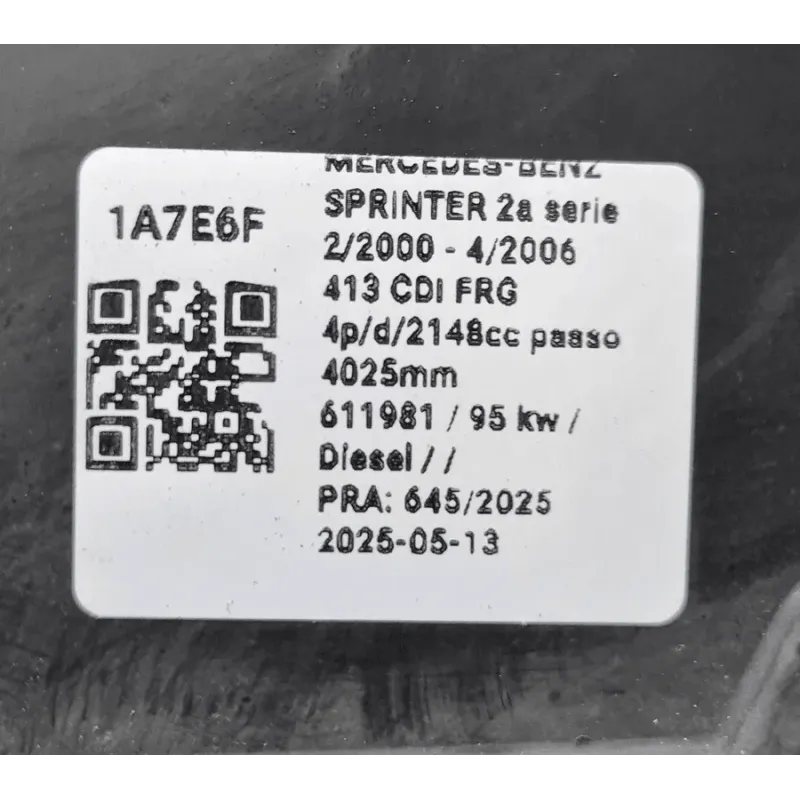 1A7E6F
MERCEDES-BENZ
SPRINTER 2a serie
2/2000 - 4/2006
413 CDI FRG
4p/d/2148cc passo
4025mm
611981 / 95 kw /
Diesel / /
PRA: 645/2025
2025-05-13